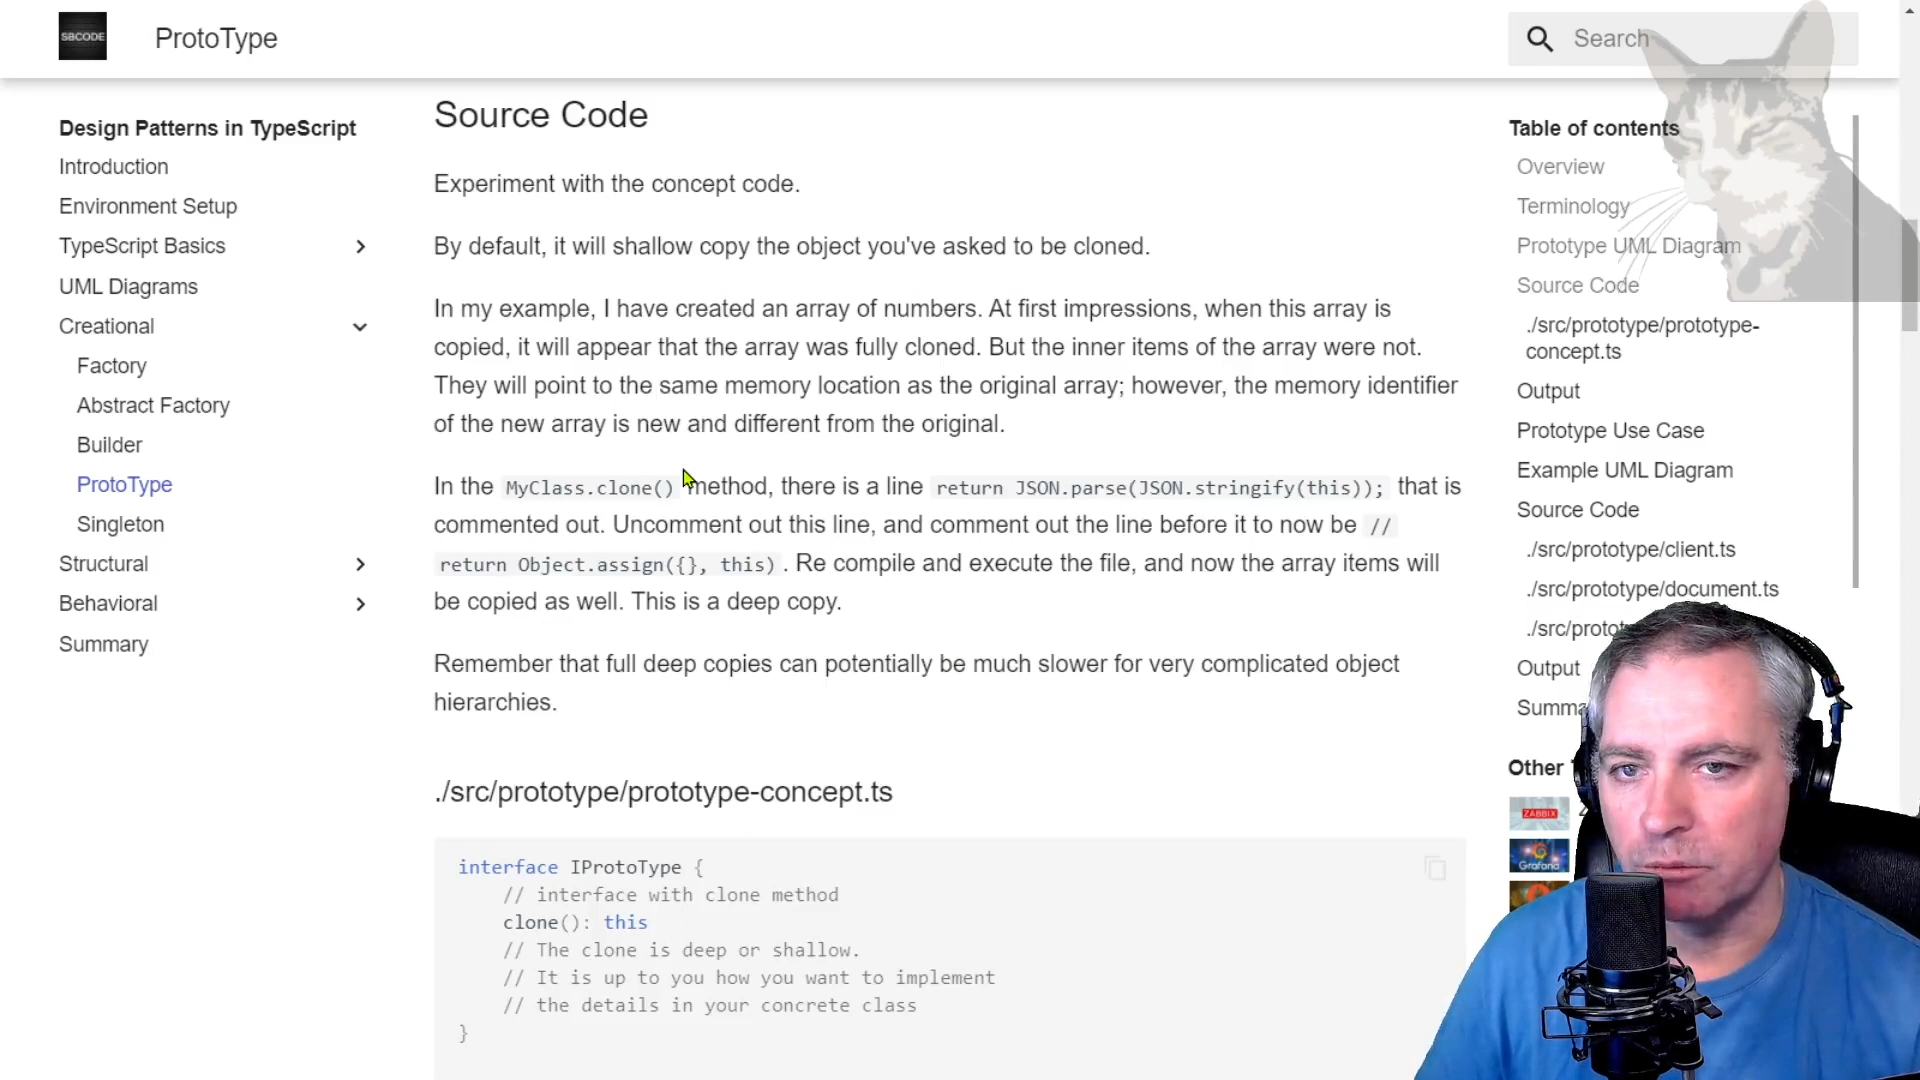 SBCODE
ProtoType
Search
Design Patterns in TypeScript
Introduction
Environment Setup
TypeScript Basics
UML Diagrams
Creational
Factory
Abstract Factory
Builder
ProtoType
Singleton
Structural
Behavioral
Summary
Source Code
Experiment with the concept code.
By default, it will shallow copy the object you've asked to be cloned.
In my example, I have created an array of numbers. At first impressions, when this array is
copied, it will appear that the array was fully cloned. But the inner items of the array were not.
They will point to the same memory location as the original array; however, the memory identifier
of the new array is new and different from the original.
In the MyClass.clone() method, there is a line return JSON.parse(JSON.stringify(this)); that is
commented out. Uncomment out this line, and comment out the line before it to now be //
return Object.assign({}, this) . Re compile and execute the file, and now the array items will
be copied as well. This is a deep copy.
Remember that full deep copies can potentially be much slower for very complicated object
hierarchies.
./src/prototype/prototype-concept.ts
interface IProtoType {
// interface with clone method
clone(): this
// The clone is deep or shallow.
// It is up to you how you want to implement
// the details in your concrete class
}
Table of contents
Overview
Terminology
Prototype UML Diagram
Source Code
./src/prototype/prototype-
concept.ts
Output
Prototype Use Case
Example UML Diagram
Source Code
./src/prototype/client.ts
./src/prototype/document.ts
./src/proto
Output
Summa
Other
ZABBIX
Grafana